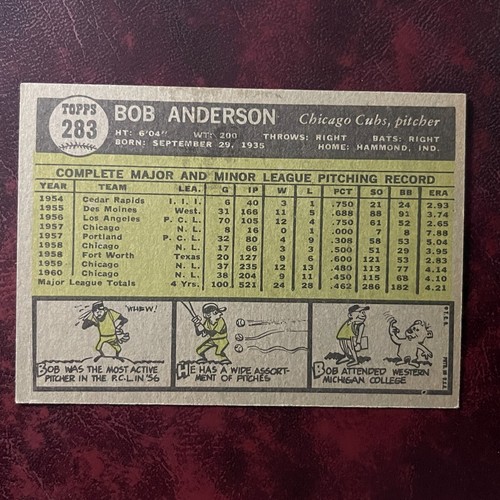 TOPPS
283
BOB ANDERSON Chicago Cubs, pitcher
HT: 6'04" WT: 200 THROWS: RIGHT BATS: RIGHT
BORN: SEPTEMBER 29, 1935 HOME: HAMMOND, IND.
COMPLETE MAJOR AND MINOR LEAGUE PITCHING RECORD
YEAR TEAM LEA. G IP W L PCT SO BB ERA
1954 Cedar Rapids I. I. I. 6 40 3 1 .750 21 24 2.93
1955 Des Moines West. 31 168 11 5 .688 88 91 3.74
1956 Los Angeles P. C. L. 70 105 12 4 .750 61 52 2.65
1957 Chicago N. L. 8 16 0 1 .000 7 8 7.88
1957 Portland P. C. L. 32 80 4 9 .308 58 53 5.04
1958 Chicago N. L. 17 66 3 3 .500 51 29 3.95
1958 Fort Worth Texas 20 127 9 6 .600 121 53 2.83
1959 Chicago N. L. 37 235 12 13 .480 113 77 4.14
1960 Chicago N. L. 38 204 9 11 .450 115 68 4.10
Major League Totals 4 Yrs. 100 521 24 28 .462 286 182 4.21
"WHEW!"
BOB WAS THE MOST ACTIVE
PITCHER IN THE P.C.L. IN '56
HE HAS A WIDE ASSORT-
MENT OF PITCHES
BOB ATTENDED WESTERN
MICHIGAN COLLEGE